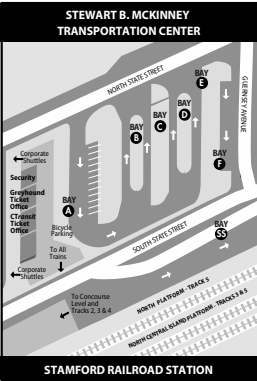 STEWART B. MCKINNEY
TRANSPORTATION CENTER
NORTH STATE STREET
GUERNSEY AVENUE
BAY
E
BAY
D
BAY
C
BAY
B
BAY
F
Corporate
Shuttles
Security
Greyhound
Ticket
Office
CTransit
Ticket
Office
BAY
A
Bicycle
Parking
To All
Trains
Corporate
Shuttles
SOUTH STATE STREET
BAY
SS
To Concourse
Level and
Tracks 2, 3 & 4
NORTH PLATFORM - TRACK 5
NORTH CENTRAL ISLAND PLATFORM - TRACKS 3 & 5
STAMFORD RAILROAD STATION